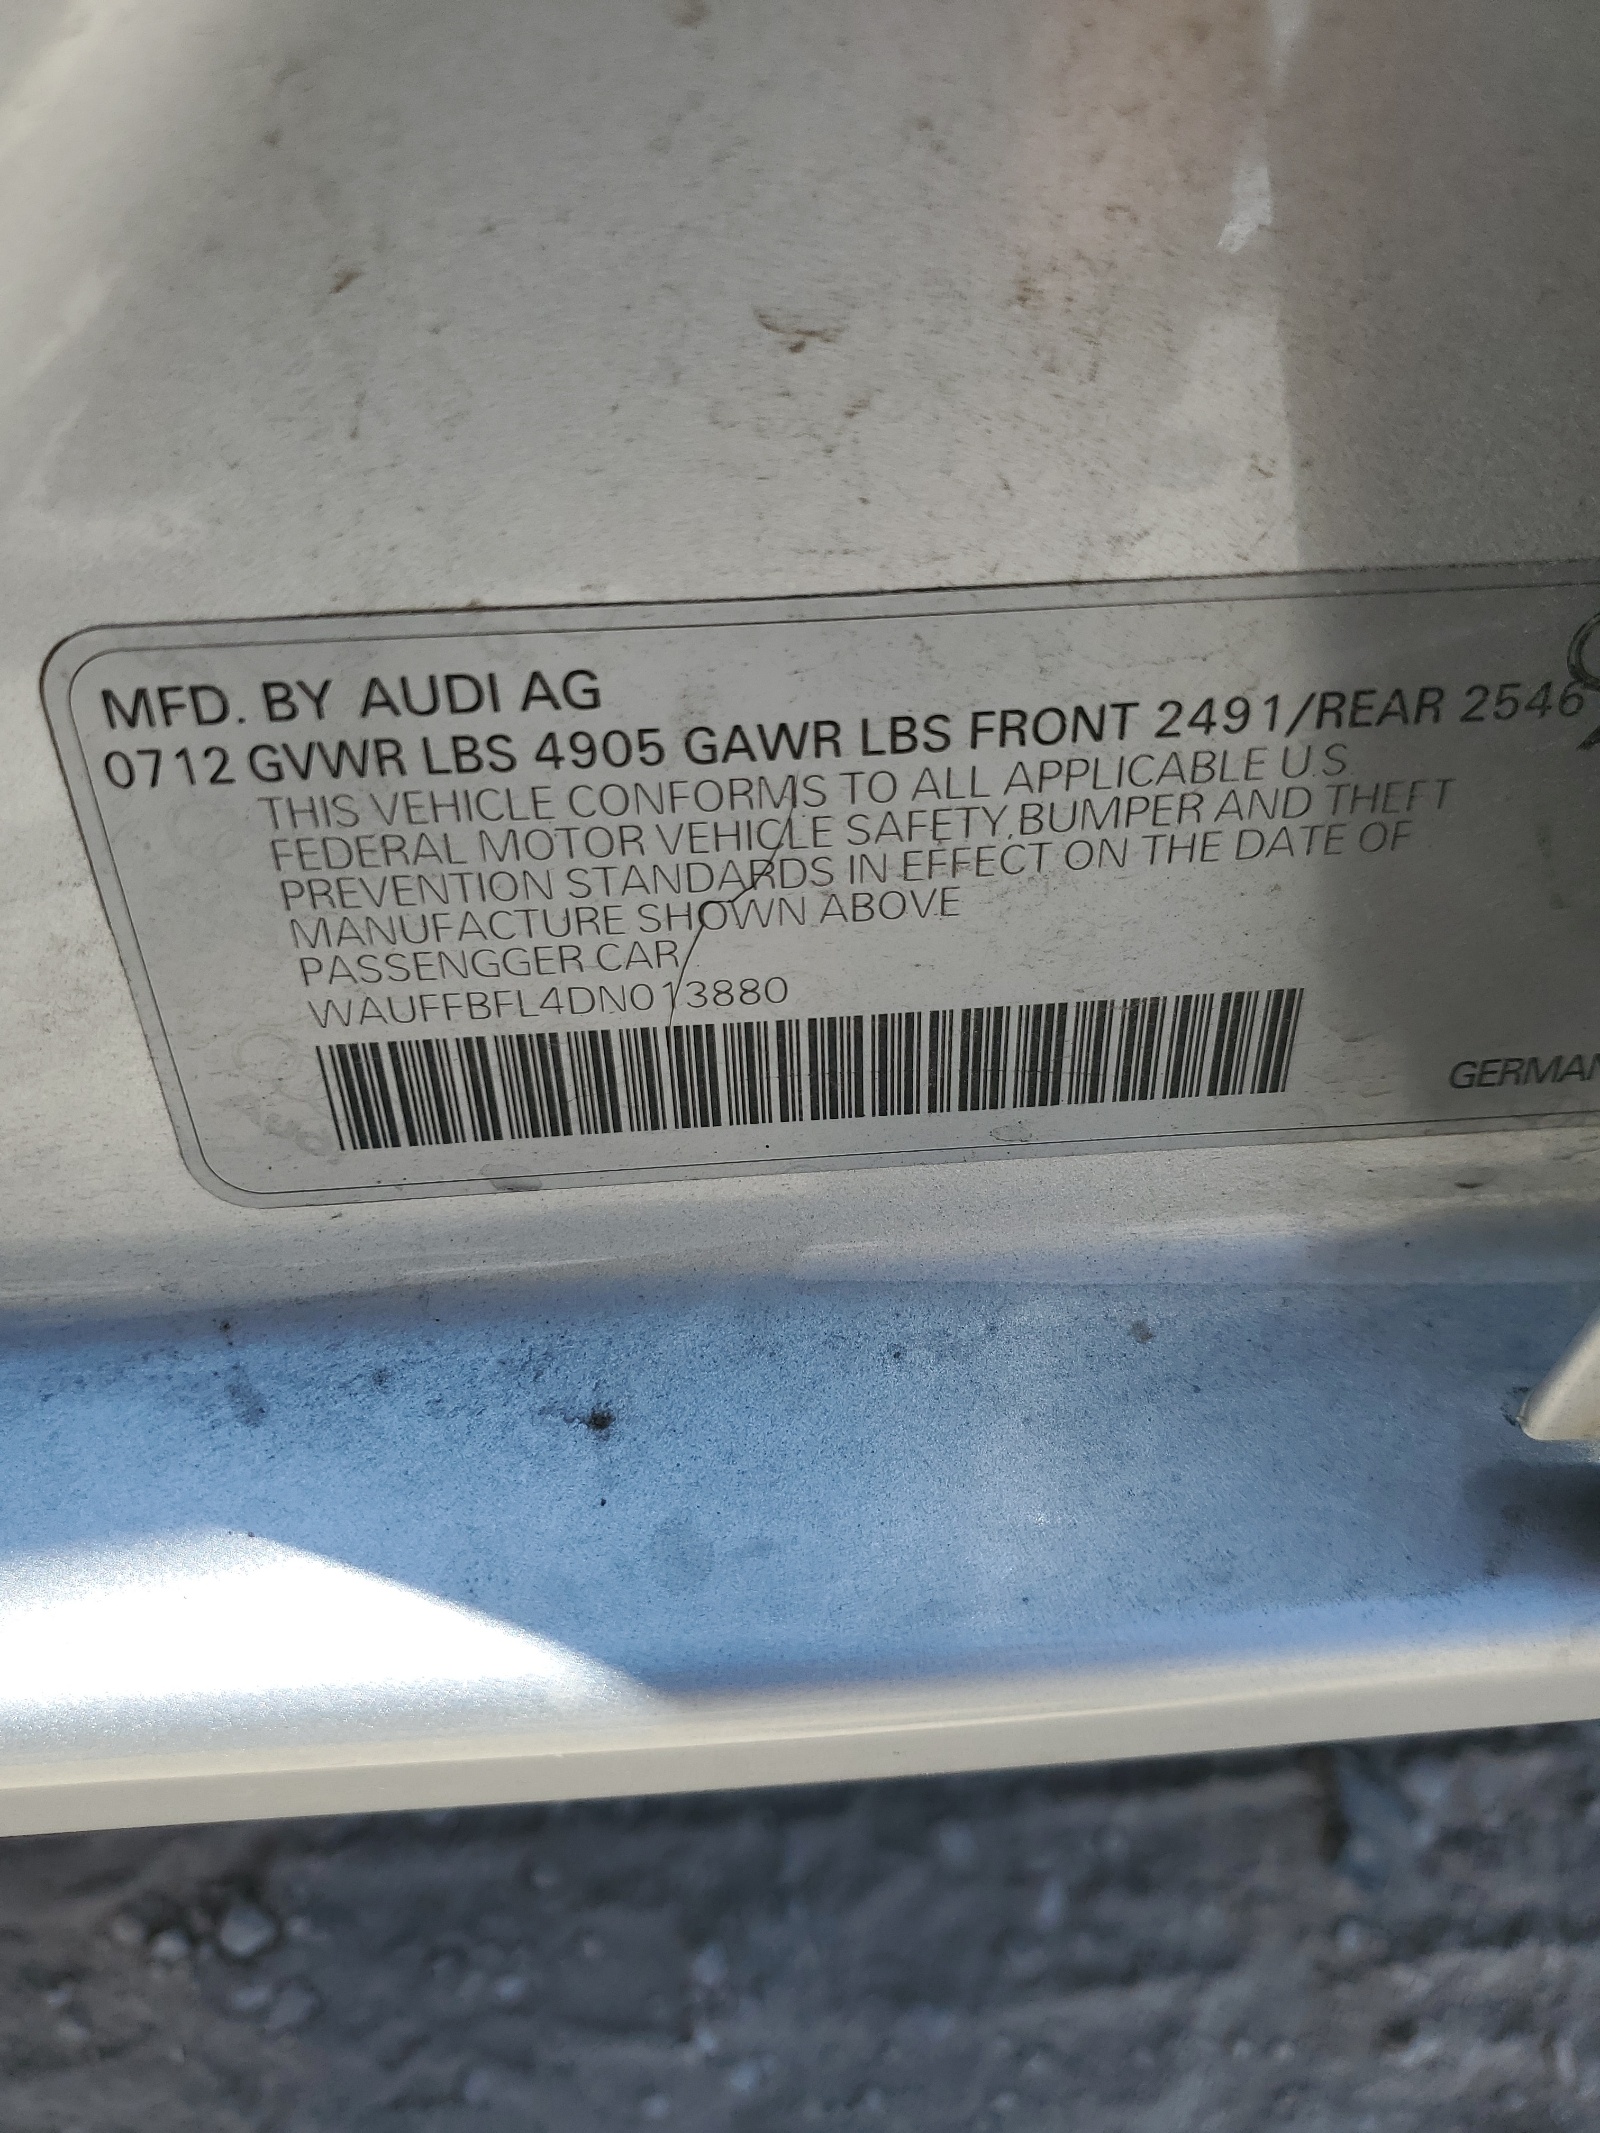 MFD. BY AUDI AG
0712 GVWR LBS 4905 GAWR LBS FRONT 2491/REAR 2546
THIS VEHICLE CONFORMS TO ALL APPLICABLE U.S
FEDERAL MOTOR VEHICLE SAFETY,BUMPER AND THEFT
PREVENTION STANDARDS IN EFFECT ON THE DATE OF
MANUFACTURE SHOWN ABOVE
PASSENGGER CAR
WAUFFBFL4DN013880
GERMAN